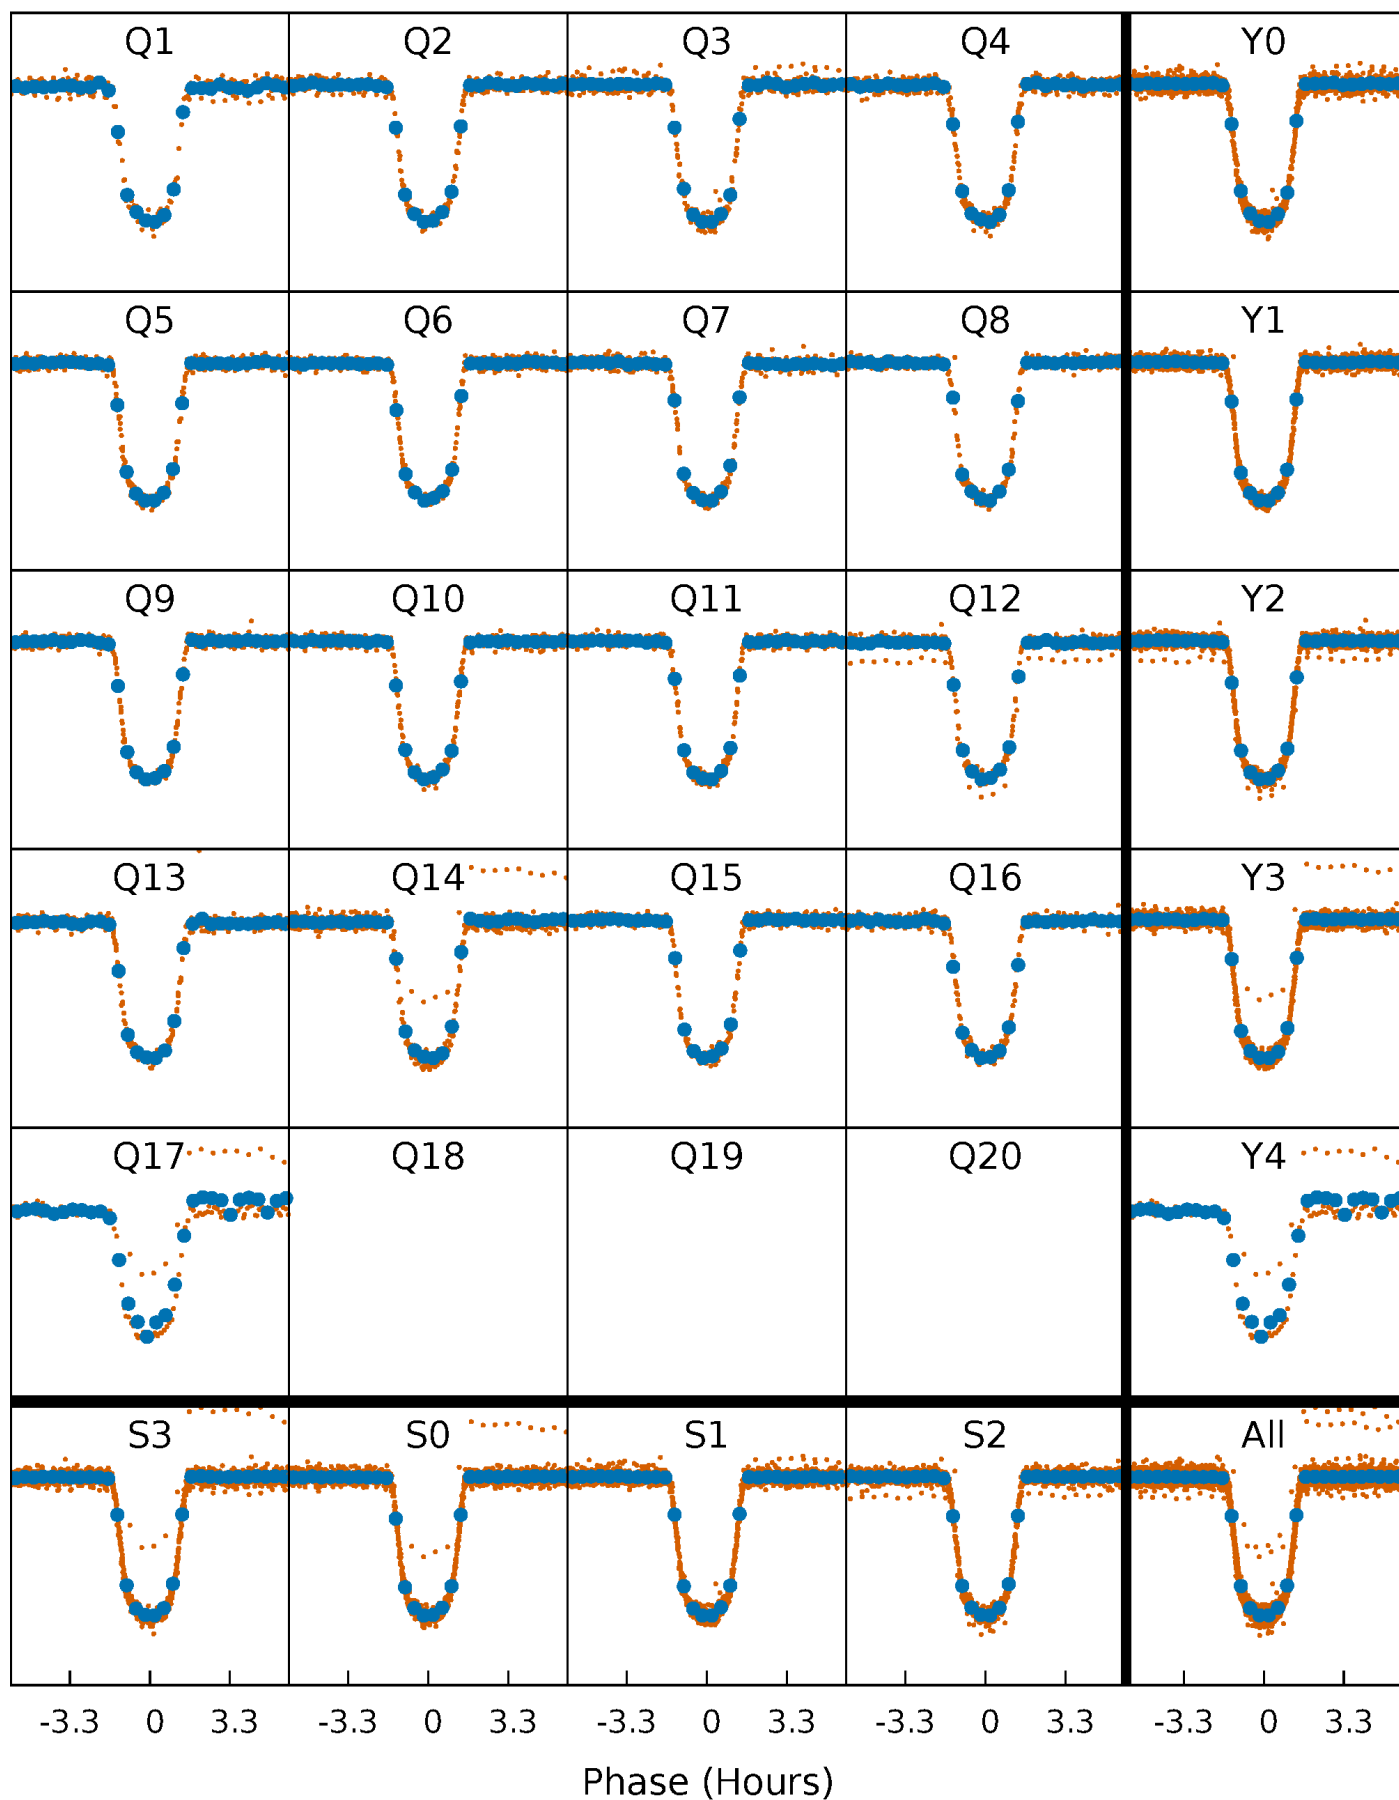 Q1 Q2 Q3 Q4 Y0
Q5 Q6 Q7 Q8 Y1
Q9 Q10 Q11 Q12 Y2
Q13 Q14 Q15 Q16 Y3
Q17 Q18 Q19 Q20 Y4
S3 S0 S1 S2 All
-3.3 0 3.3 -3.3 0 3.3 -3.3 0 3.3 -3.3 0 3.3 -3.3 0 3.3
Phase (Hours)